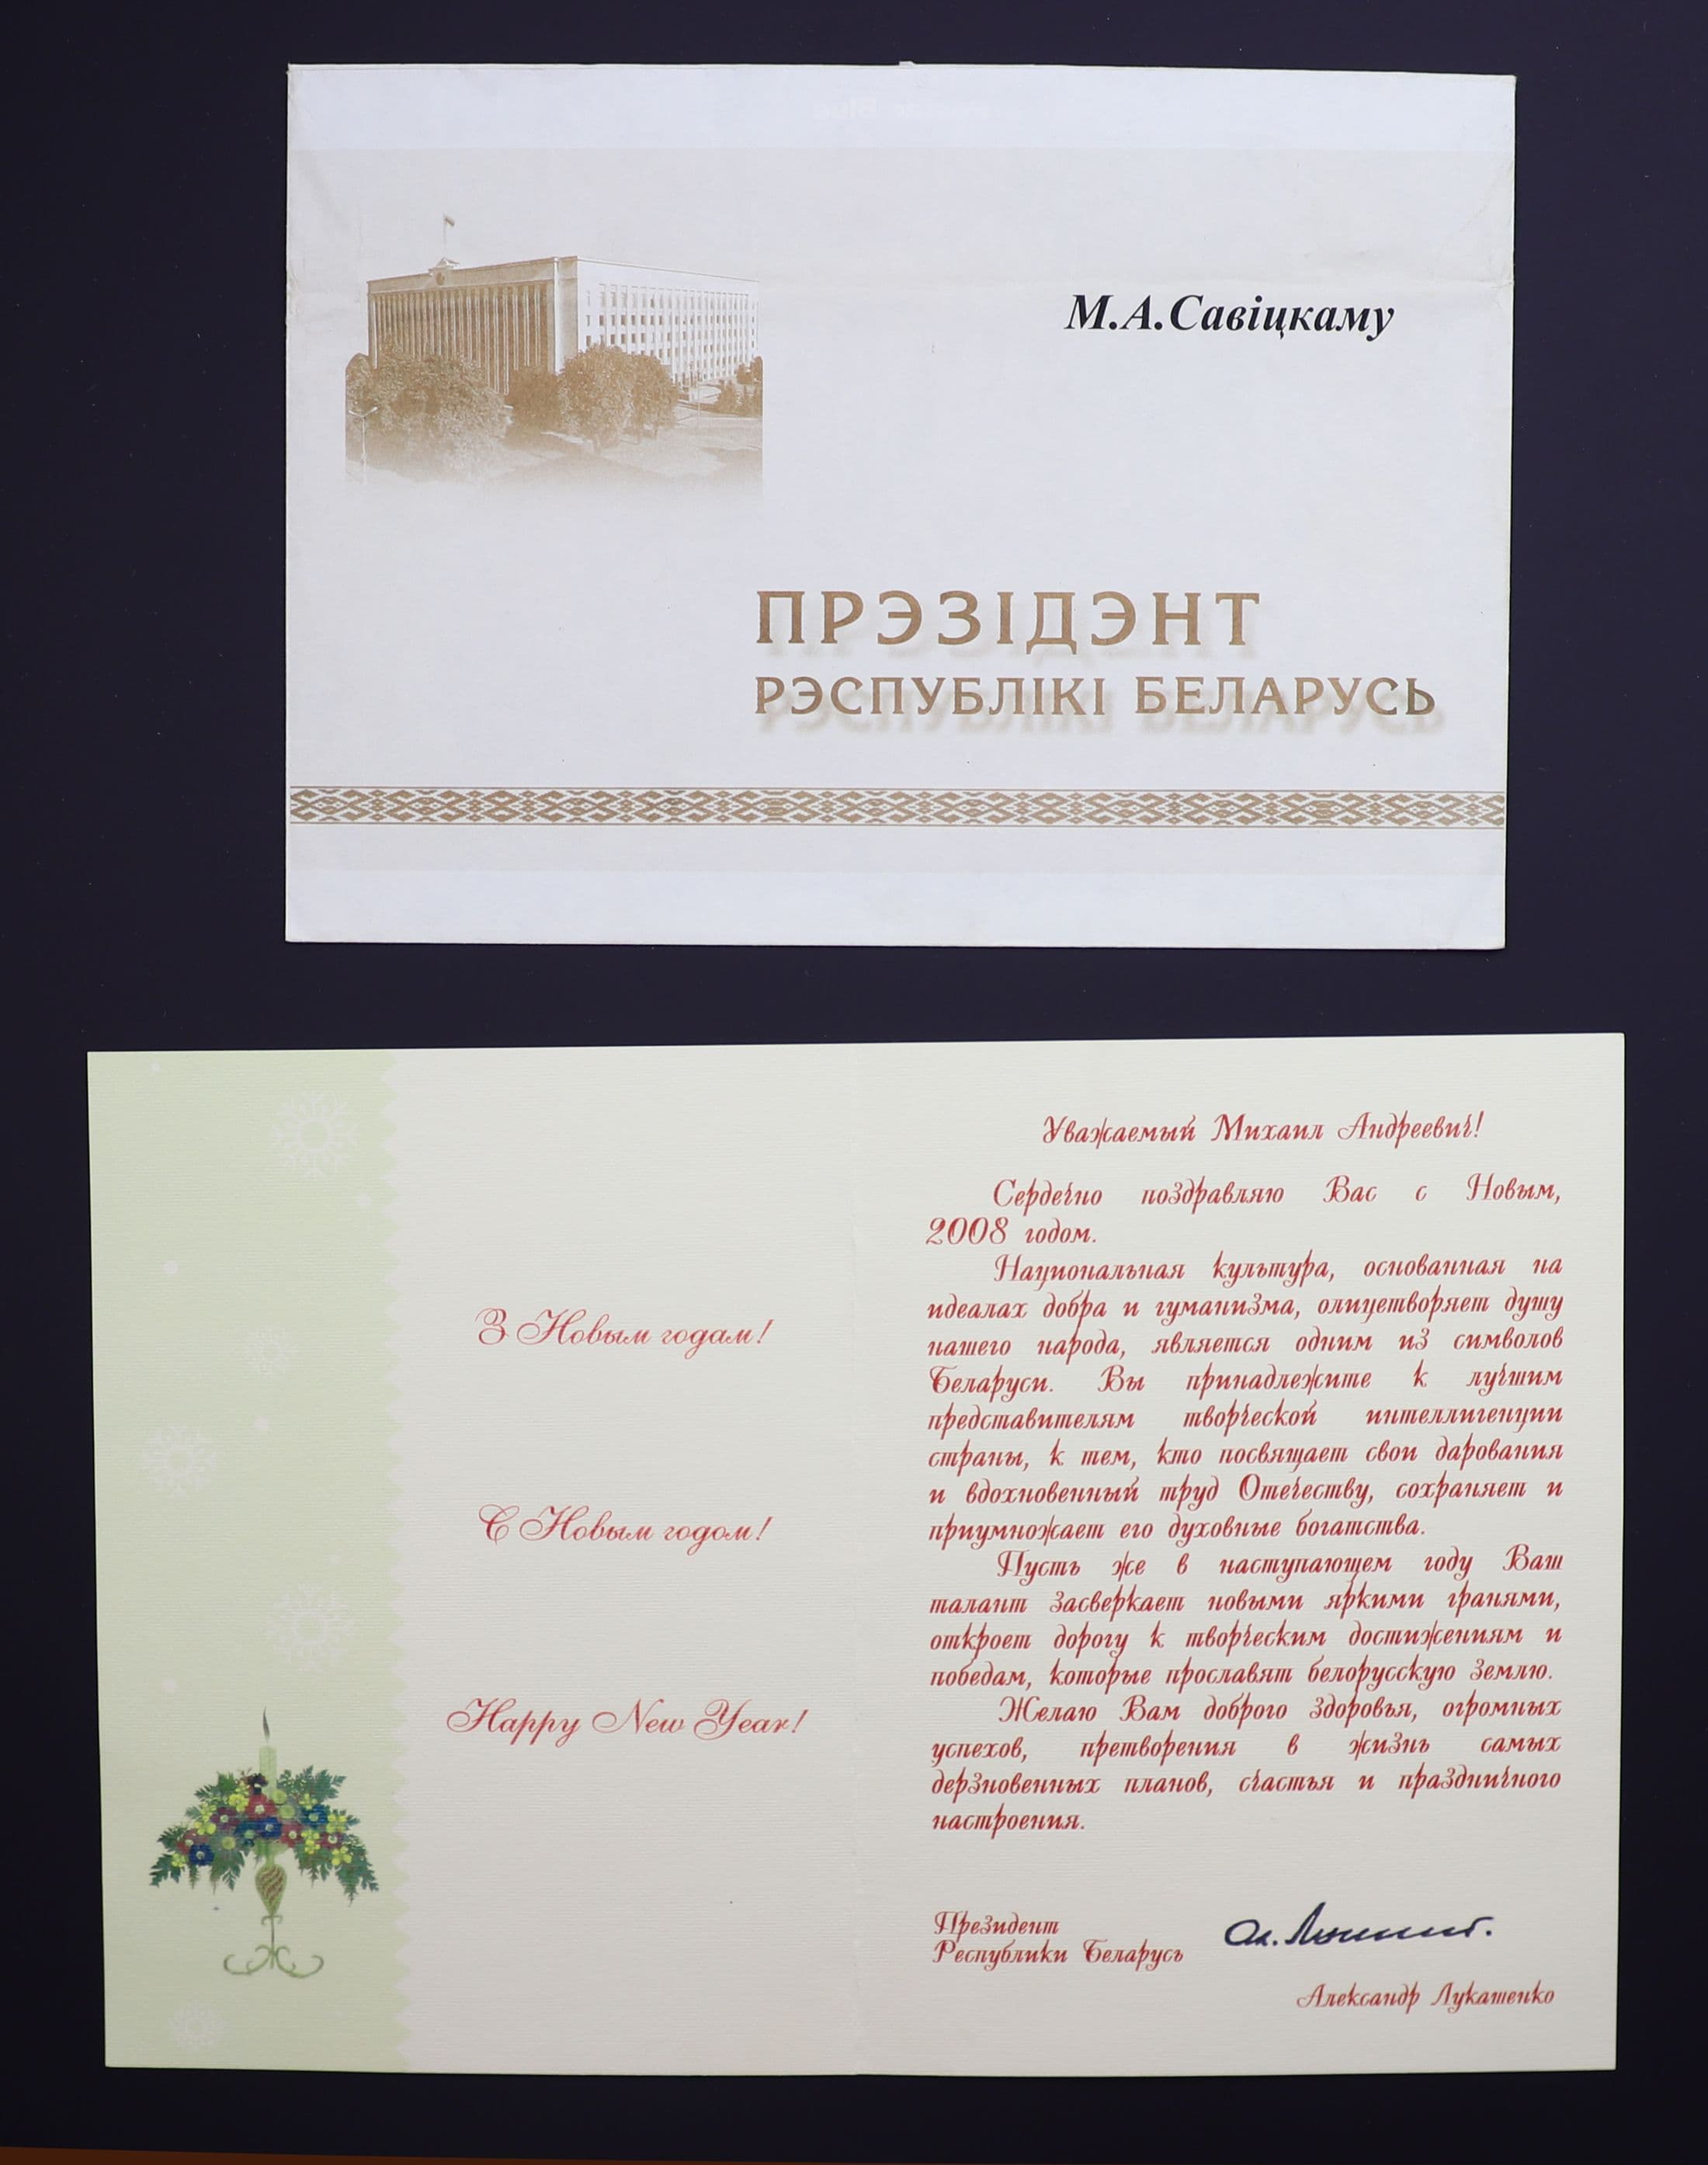 М.А.Савіцкаму
ПРЭЗІДЭНТ
РЭСПУБЛІКІ БЕЛАРУСЬ
З Новым годам!
С Новым годом!
Happy New Year!
Уважаемый Михаил Андреевич!
Сердечно поздравляю Вас с Новым,
2008 годом.
Национальная культура, основанная на
идеалах добра и гуманизма, олицетворяет душу
нашего народа, является одним из символов
Беларуси. Вы принадлежите к лучшим
представителям творческой интеллигенции
страны, к тем, кто посвящает свои дарования
и вдохновенный труд Отечеству, сохраняет и
приумножает его духовные богатства.
Пусть же в наступающем году Ваш
талант засверкает новыми яркими гранями,
откроет дорогу к творческим достижениям и
победам, которые прославят белорусскую землю.
Желаю Вам доброго здоровья, огромных
успехов, претворения в жизнь самых
дерзновенных планов, счастья и праздничного
настроения.
Президент
Республики Беларусь
Александр Лукашенко